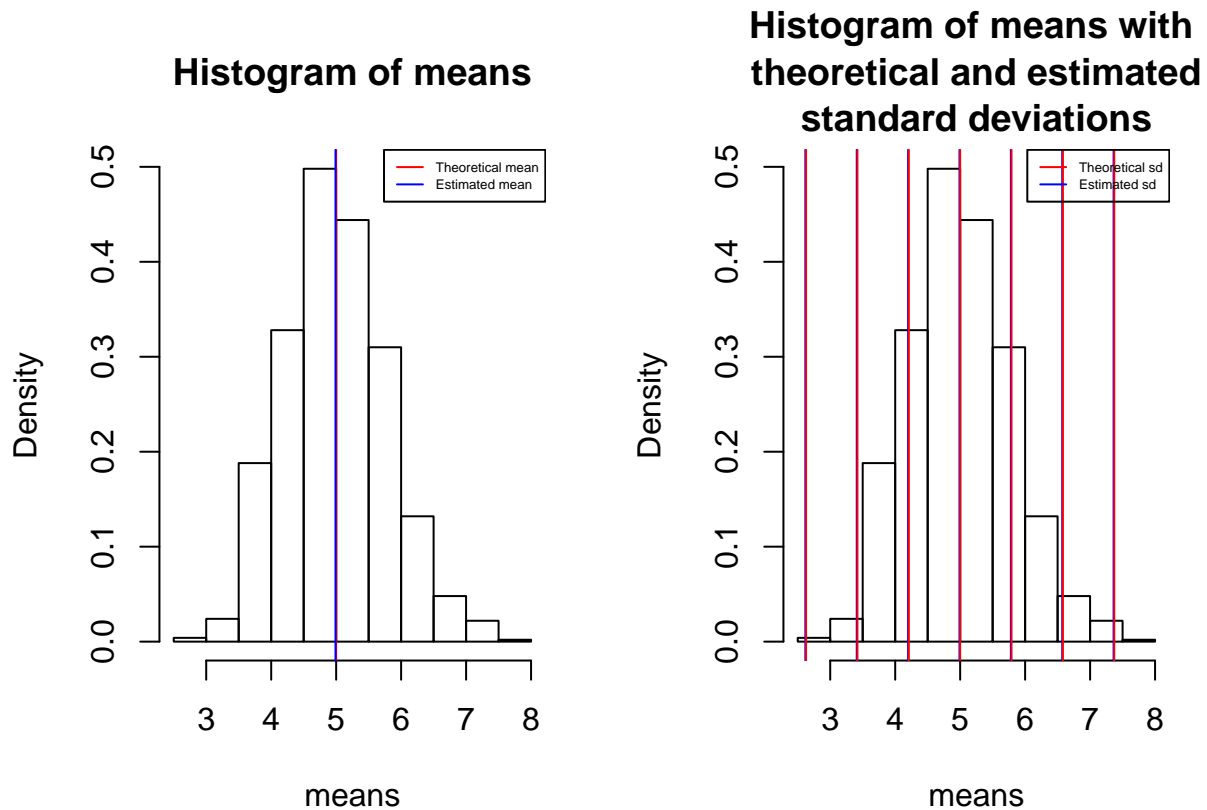 Histogram of means
Density
0.0 0.1 0.2 0.3 0.4 0.5
Theoretical mean
Estimated mean
3 4 5 6 7 8
means
Histogram of means with
theoretical and estimated
standard deviations
Density
0.0 0.1 0.2 0.3 0.4 0.5
Theoretical sd
Estimated sd
3 4 5 6 7 8
means